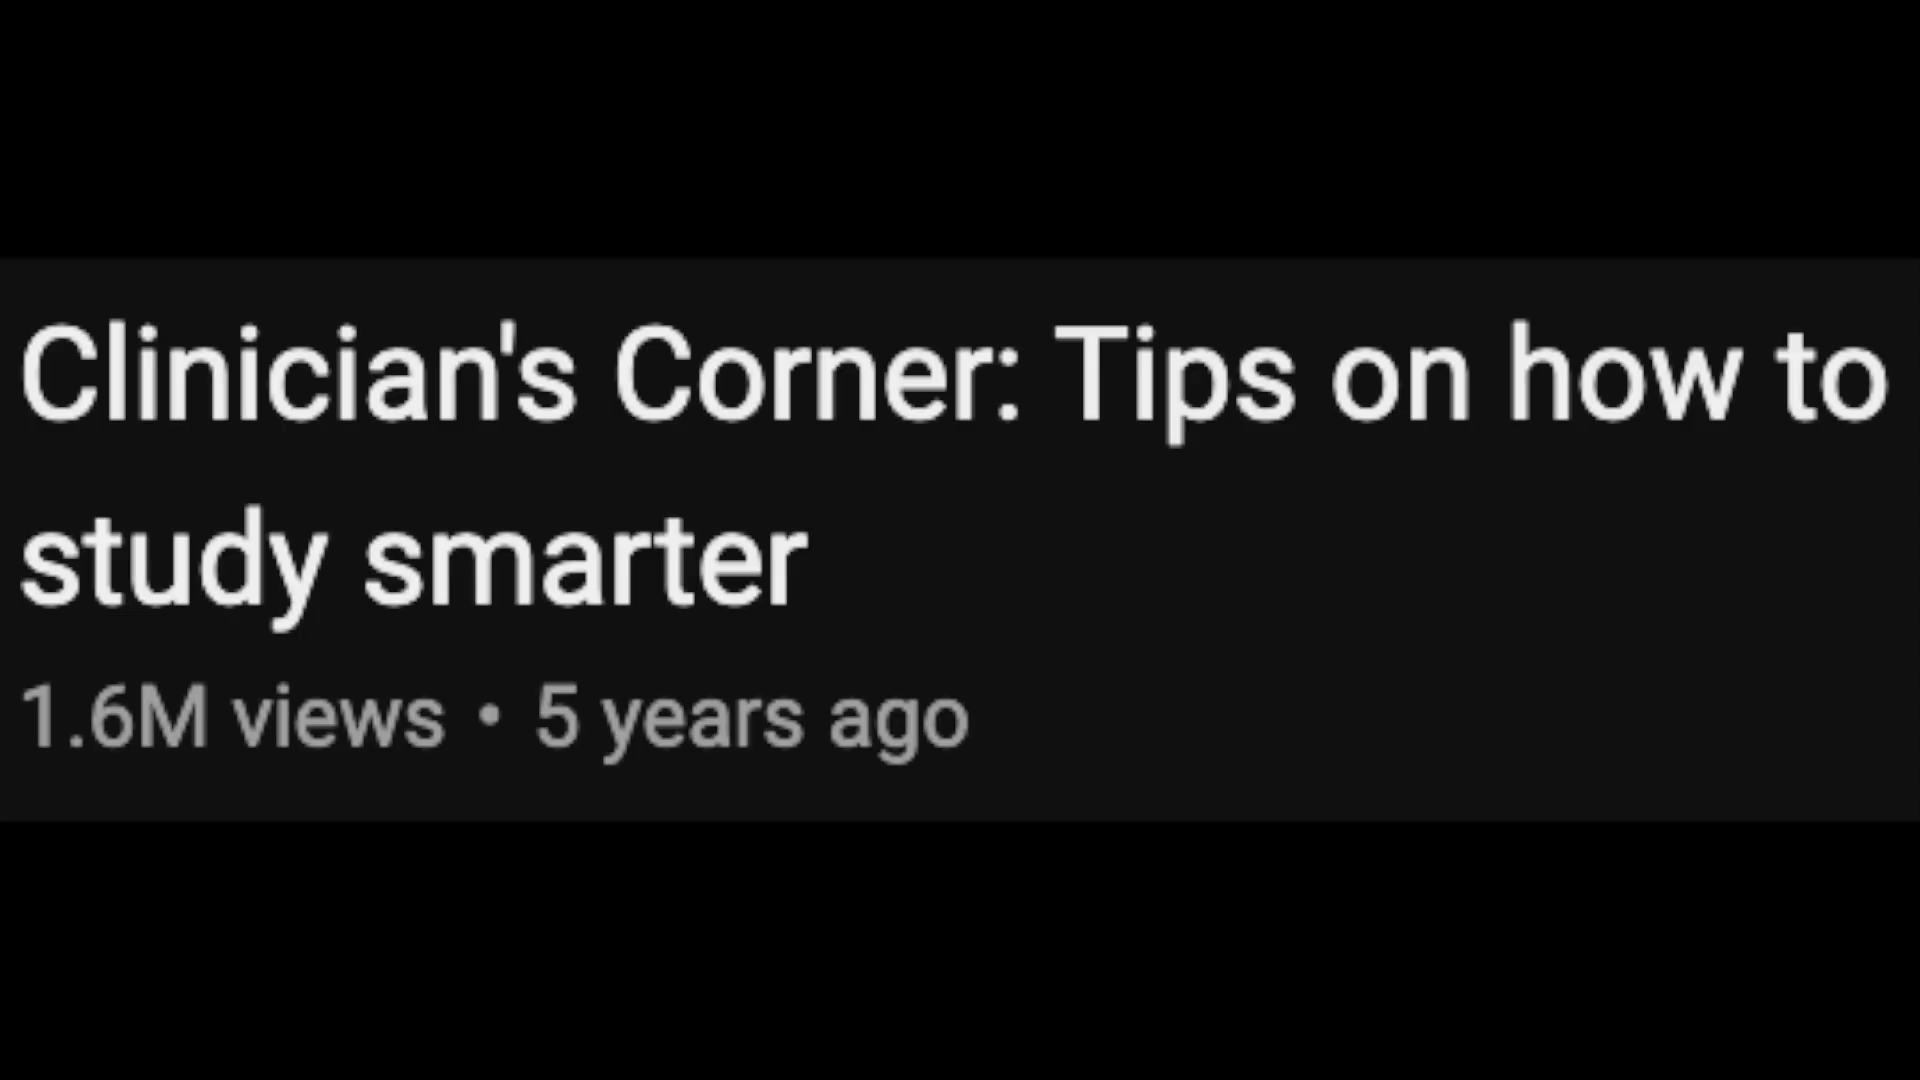 Clinician's Corner: Tips on how to
study smarter
1.6M views • 5 years ago